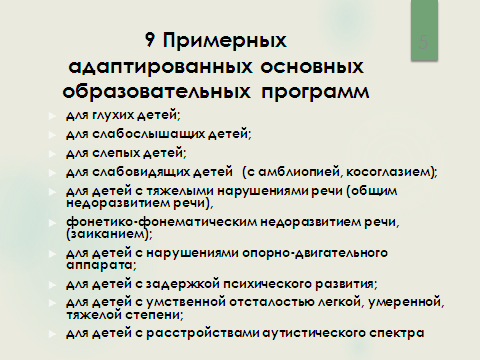 9 Примерных
адаптированных основных
образовательных программ
для глухих детей;
для слабослышащих детей;
для слепых детей;
для слабовидящих детей (с амблиопией, косоглазием);
для детей с тяжелыми нарушениями речи (общим
недоразвитием речи),
фонетико-фонематическим недоразвитием речи,
(заиканием);
для детей с нарушениями опорно-двигательного
аппарата;
для детей с задержкой психического развития;
для детей с умственной отсталостью легкой, умеренной,
тяжелой степени;
для детей с расстройствами аутистического спектра